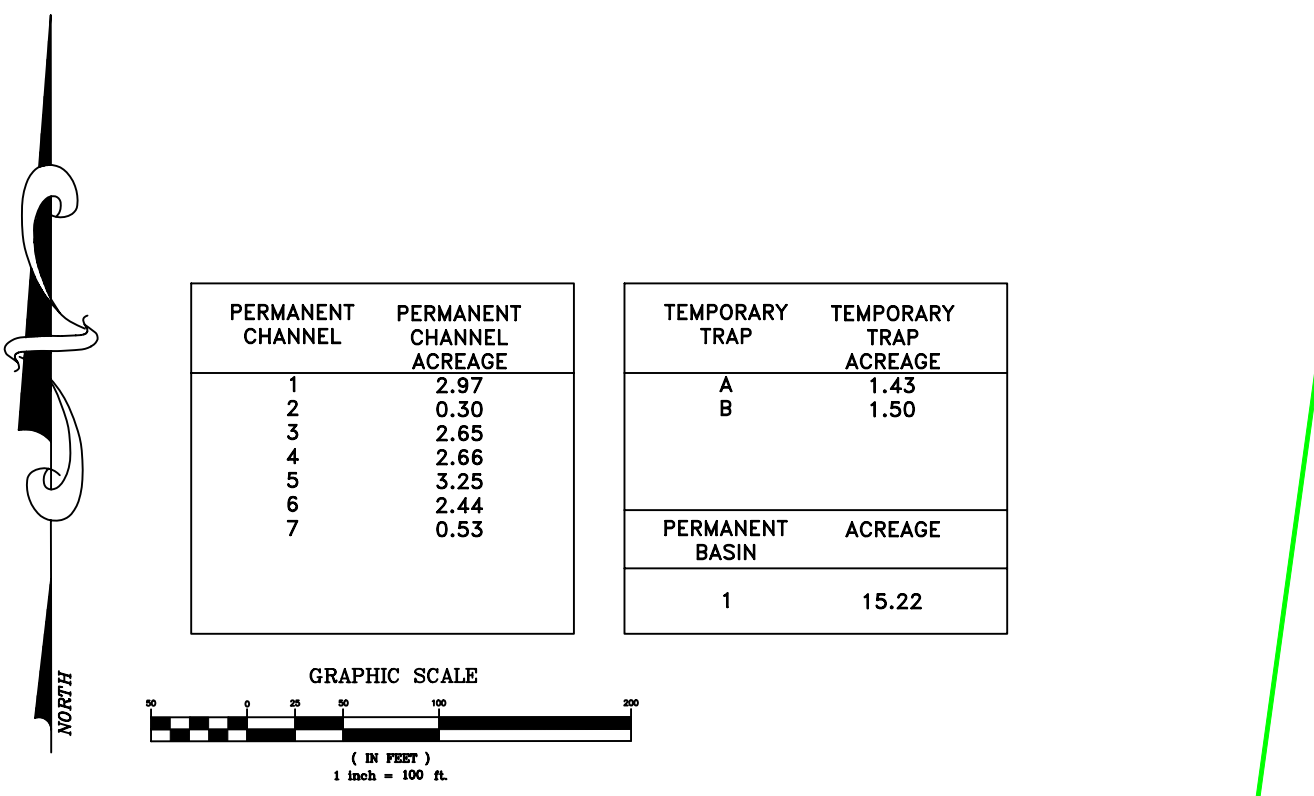 PERMANENT CHANNEL PERMANENT CHANNEL ACREAGE
1 2.97
2 0.30
3 2.65
4 2.66
5 3.25
6 2.44
7 0.53
TEMPORARY TRAP TEMPORARY TRAP ACREAGE
A 1.43
B 1.50
PERMANENT BASIN ACREAGE
1 15.22
NORTH
GRAPHIC SCALE
50 0 25 50 100 200
( IN FEET )
1 inch = 100 ft.